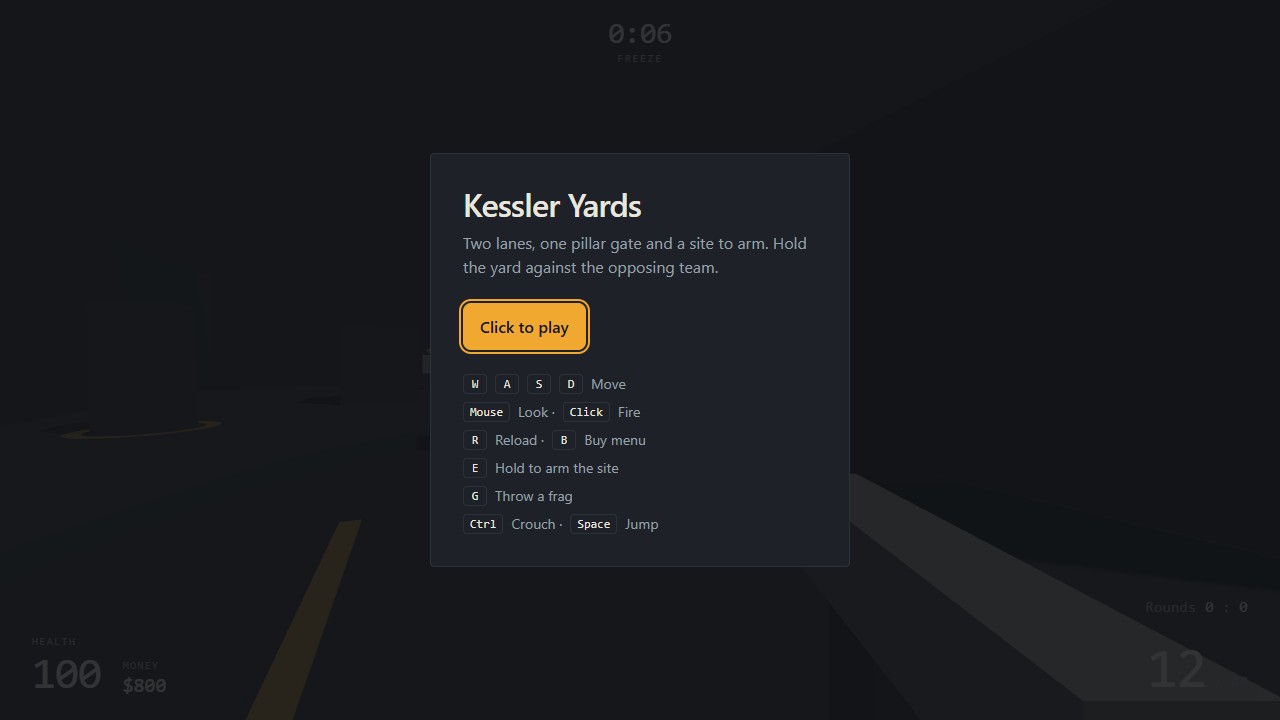 0:06
FREEZE
Kessler Yards
Two lanes, one pillar gate and a site to arm. Hold
the yard against the opposing team.
Click to play
W A S D Move
Mouse Look · Click Fire
R Reload · B Buy menu
E Hold to arm the site
G Throw a frag
Ctrl Crouch · Space Jump
Rounds 0 : 0
HEALTH
100
MONEY
$800
12